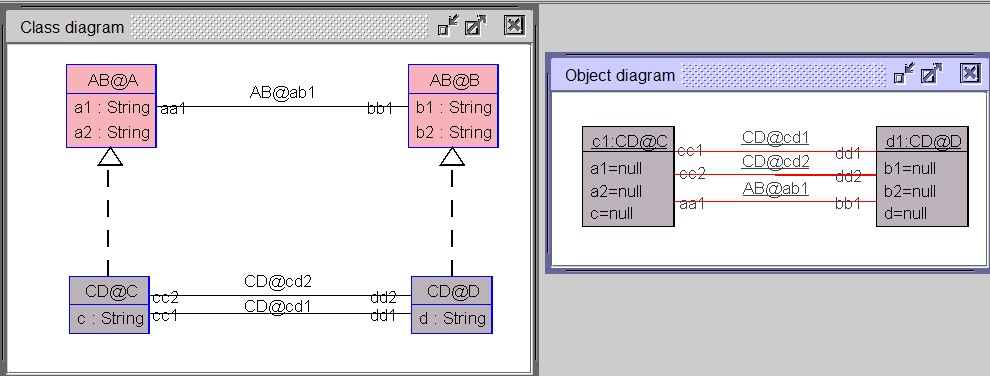 Class diagram
AB@A
a1 : String
a2 : String
AB@ab1
aa1
bb1
AB@B
b1 : String
b2 : String
CD@C
c : String
CD@cd2
cc2
dd2
CD@cd1
cc1
dd1
CD@D
d : String
Object diagram
c1:CD@C
a1=null
a2=null
c=null
CD@cd1
cc1
dd1
CD@cd2
cc2
dd2
AB@ab1
aa1
bb1
d1:CD@D
b1=null
b2=null
d=null